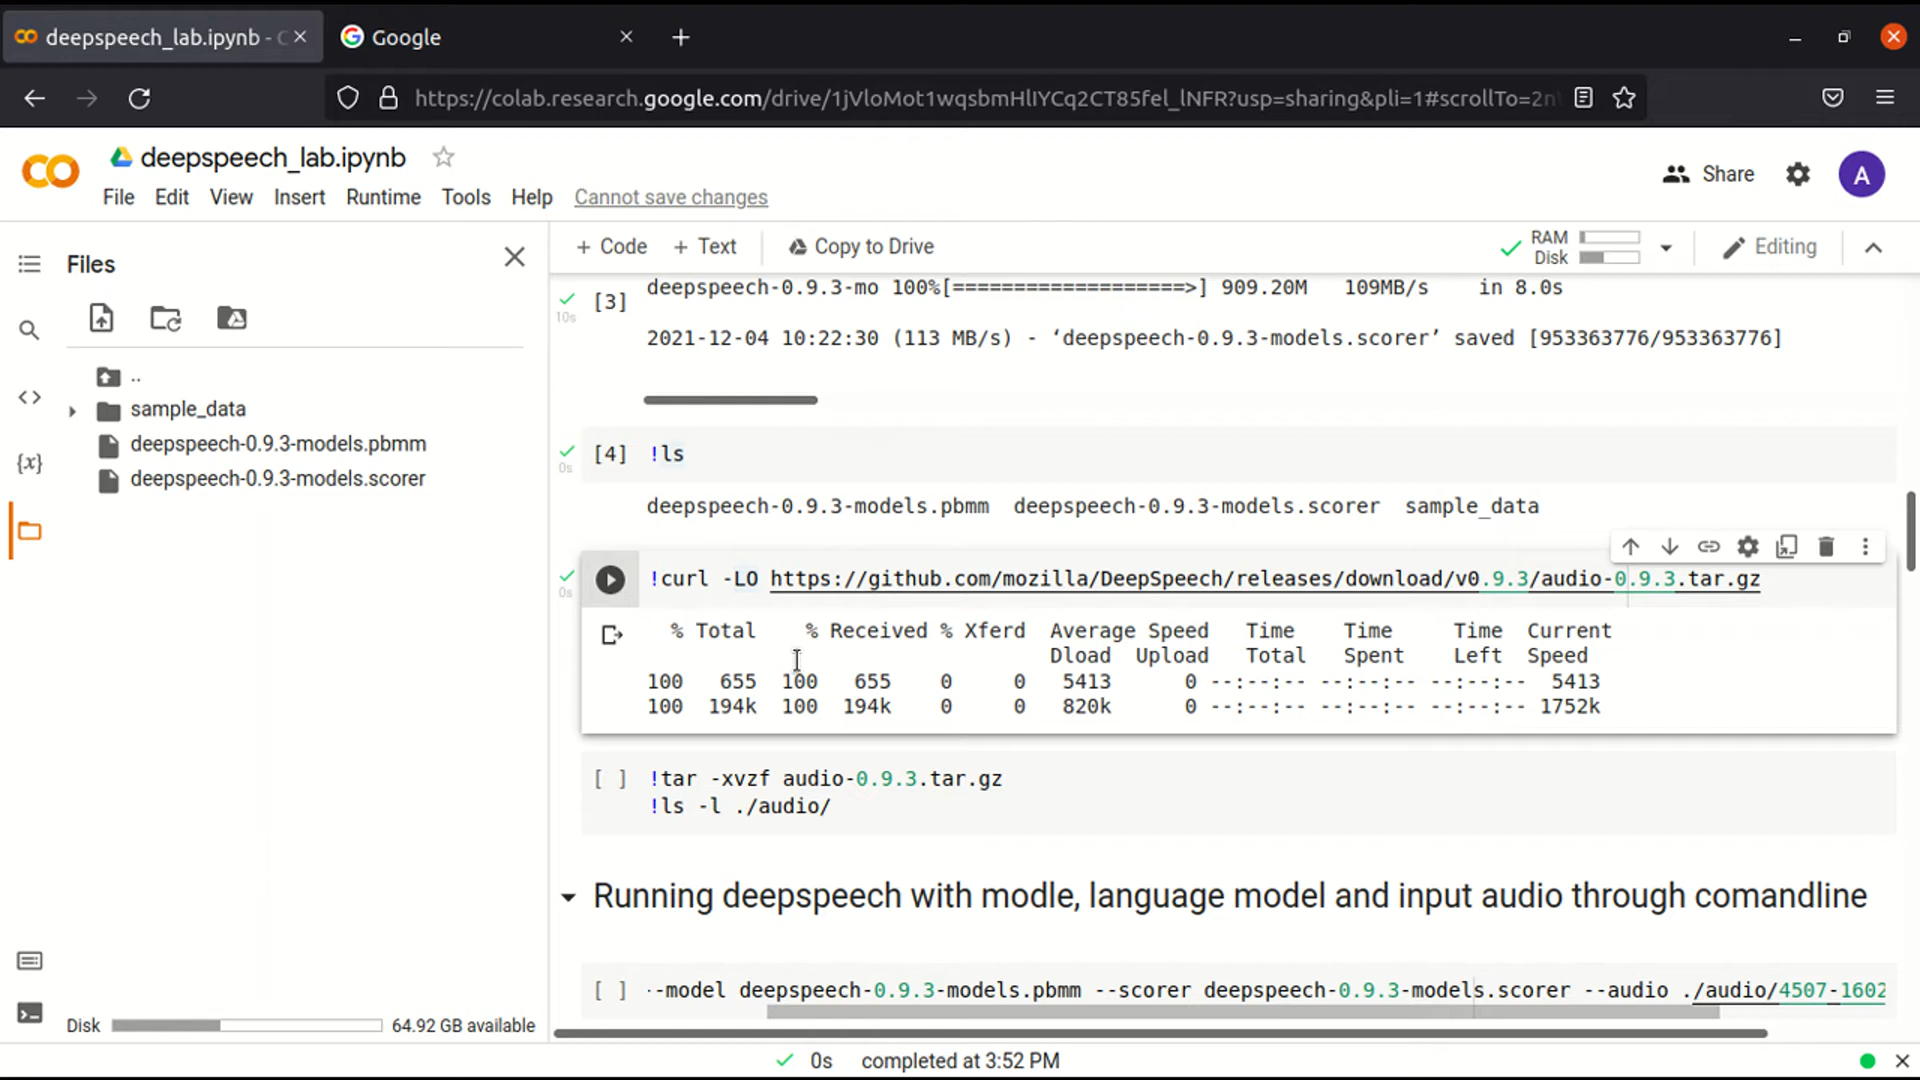 deepspeech_lab.ipynb - C
Google
https://colab.research.google.com/drive/1jVloMot1wqsbmHlIYCq2CT85fel_lNFR?usp=sharing&pli=1#scrollTo=2n
deepspeech_lab.ipynb
File Edit View Insert Runtime Tools Help Cannot save changes
Share
A
Files
+ Code + Text Copy to Drive
RAM
Disk
Editing
..
sample_data
deepspeech-0.9.3-models.pbmm
deepspeech-0.9.3-models.scorer
{x}
Disk 64.92 GB available
[3] deepspeech-0.9.3-mo 100%[===================>] 909.20M 109MB/s in 8.0s
10s
2021-12-04 10:22:30 (113 MB/s) - ‘deepspeech-0.9.3-models.scorer’ saved [953363776/953363776]
[4] !ls
0s
deepspeech-0.9.3-models.pbmm deepspeech-0.9.3-models.scorer sample_data
!curl -LO https://github.com/mozilla/DeepSpeech/releases/download/v0.9.3/audio-0.9.3.tar.gz
0s
% Total % Received % Xferd Average Speed Time Time Time Current
Dload Upload Total Spent Left Speed
100 655 100 655 0 0 5413 0 --:--:-- --:--:-- --:--:-- 5413
100 194k 100 194k 0 0 820k 0 --:--:-- --:--:-- --:--:-- 1752k
[ ] !tar -xvzf audio-0.9.3.tar.gz
!ls -l ./audio/
Running deepspeech with modle, language model and input audio through comandline
[ ] --model deepspeech-0.9.3-models.pbmm --scorer deepspeech-0.9.3-models.scorer --audio ./audio/4507-1602
0s completed at 3:52 PM